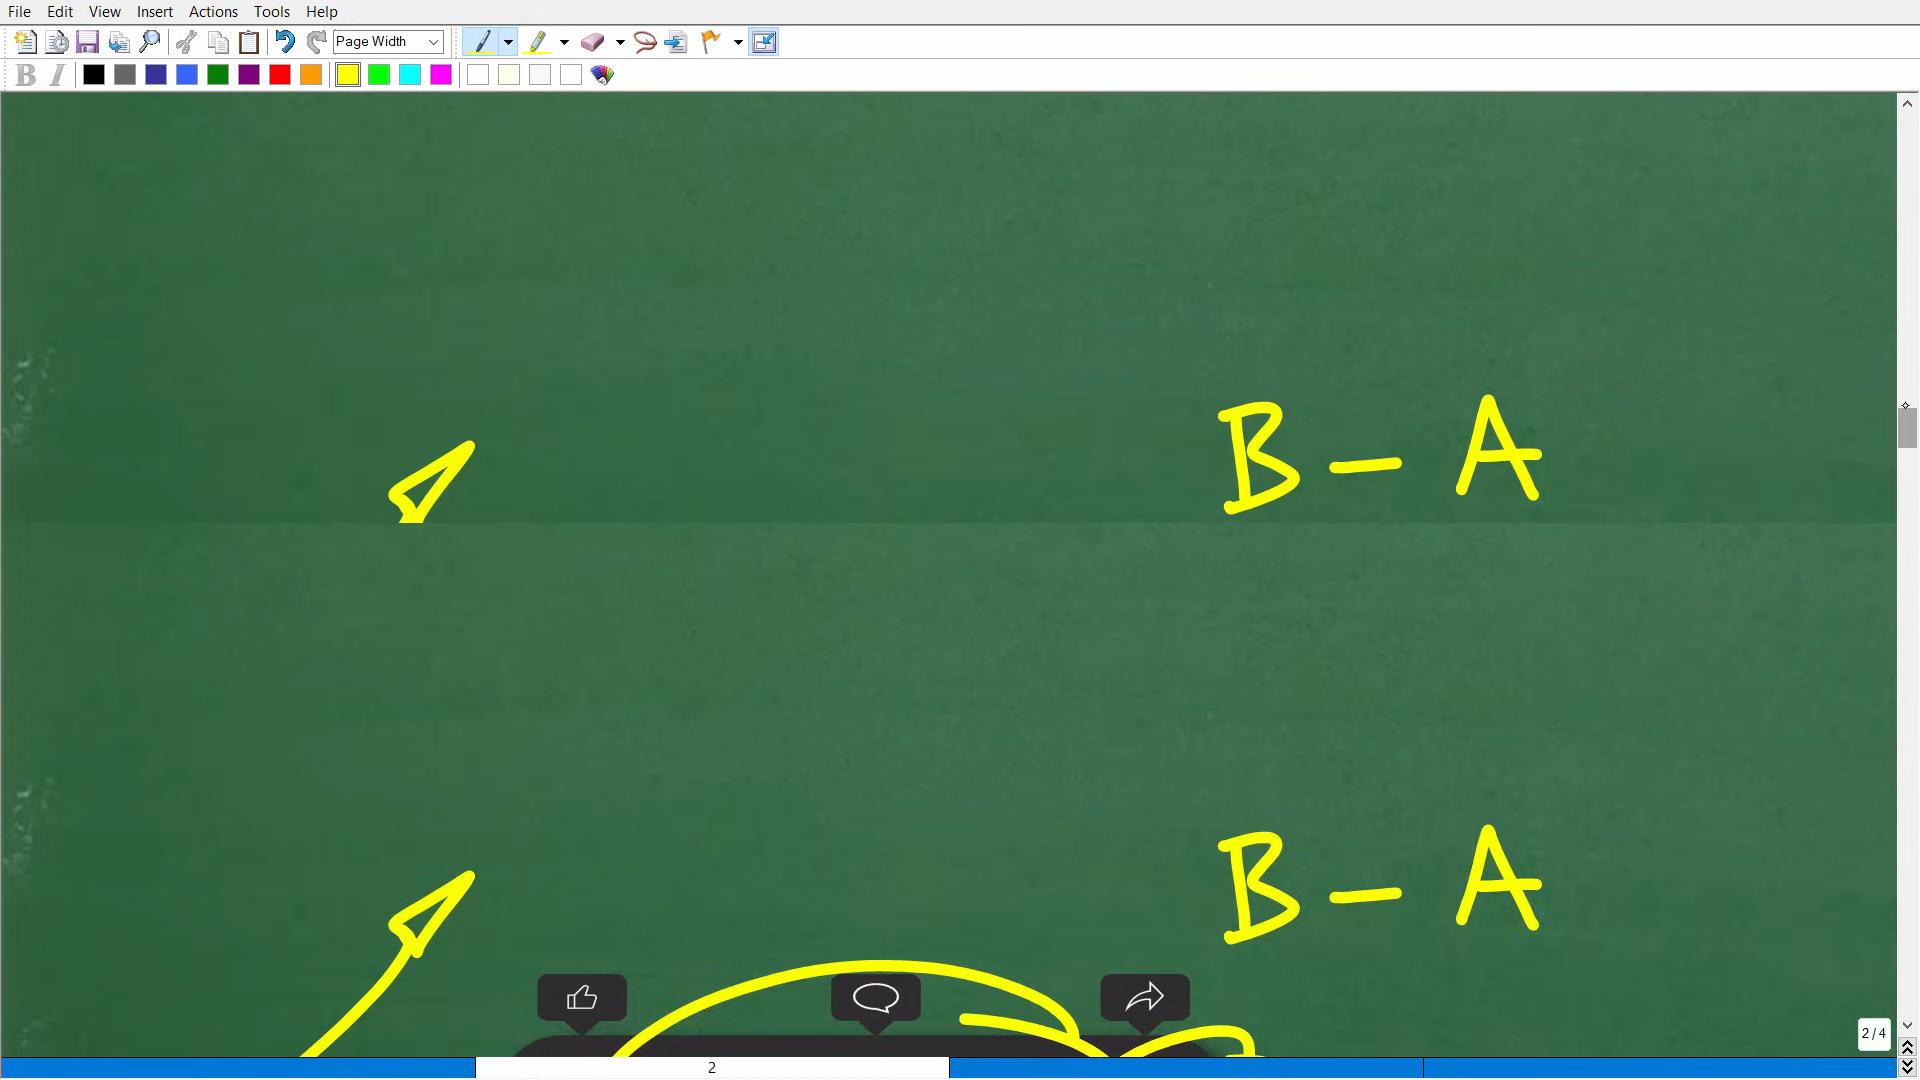 File Edit View Insert Actions Tools Help
Page Width
B I
B - A
B - A
2 / 4
2